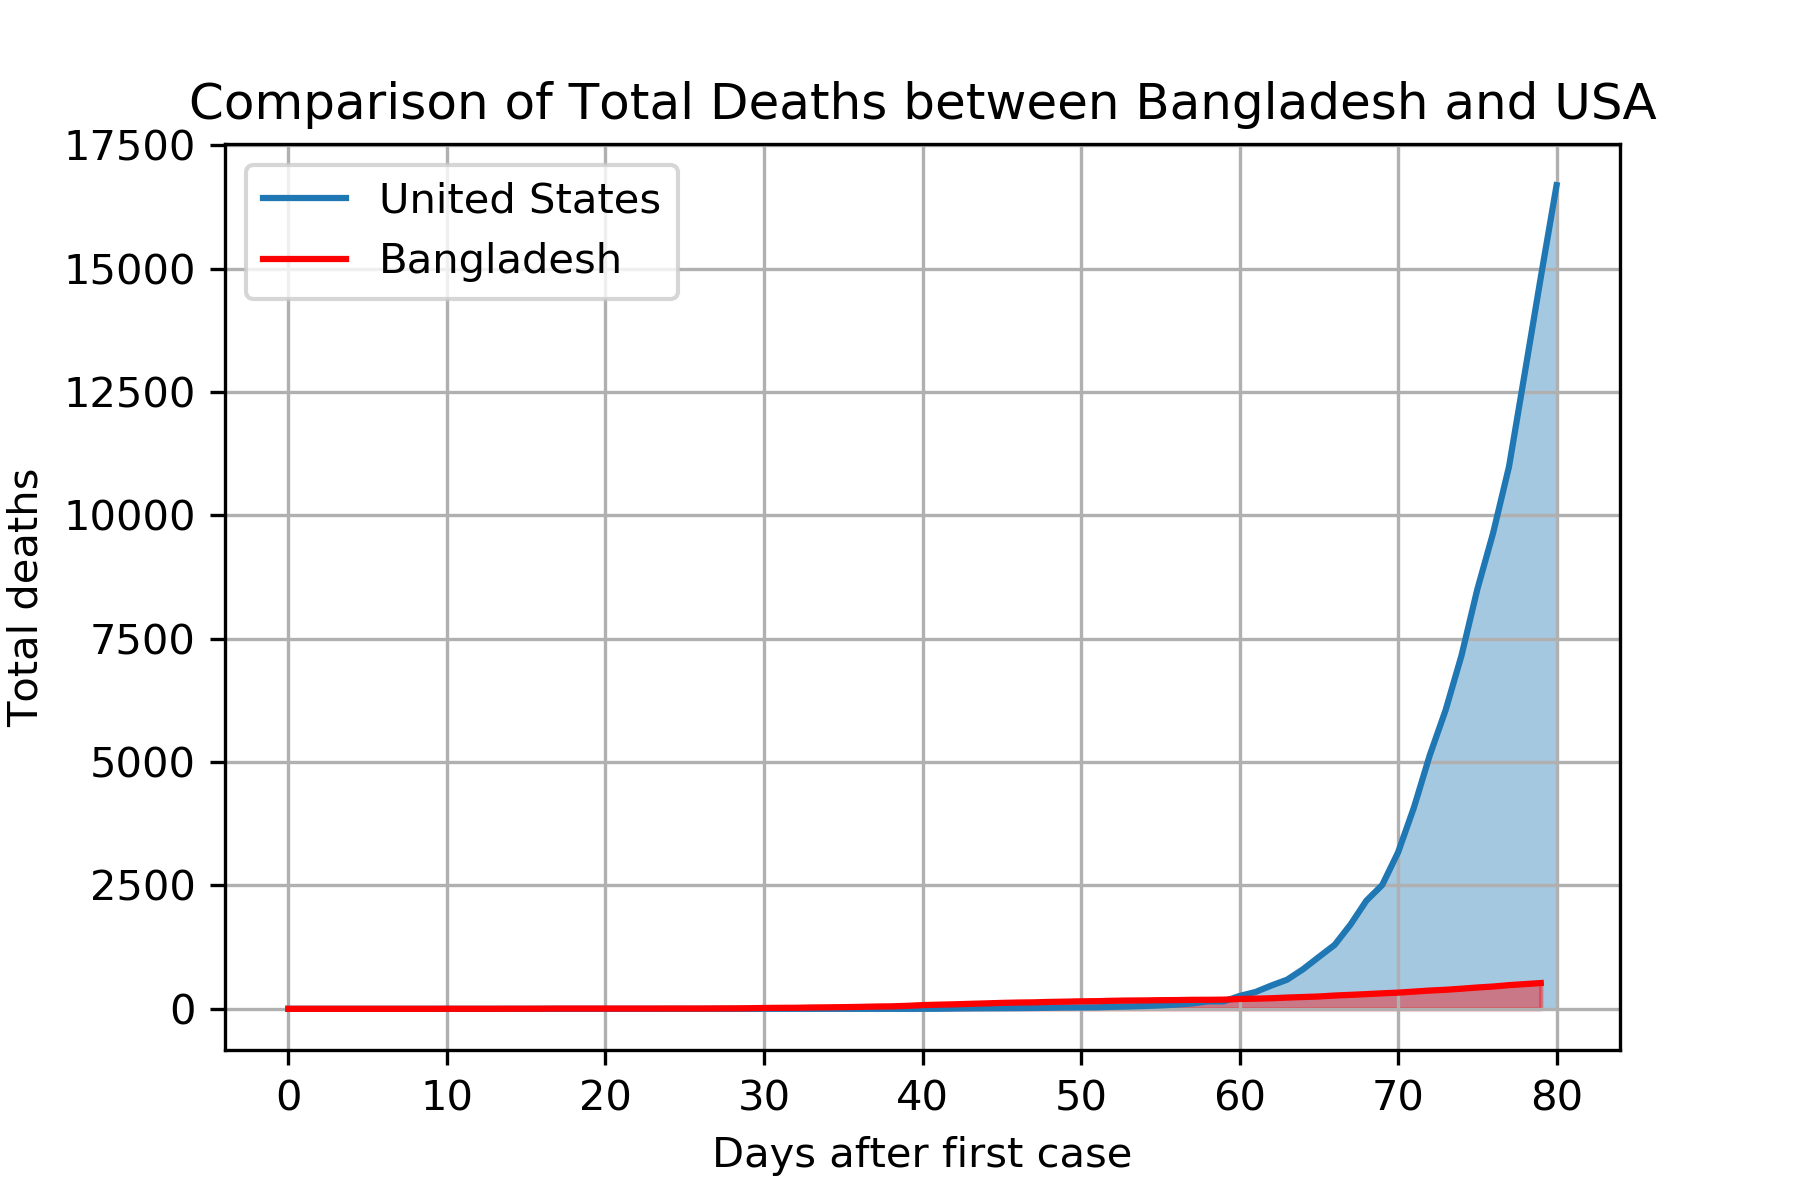 Comparison of Total Deaths between Bangladesh and USA
17500
15000
12500
10000
7500
5000
2500
0
Total deaths
United States
Bangladesh
0 10 20 30 40 50 60 70 80
Days after first case